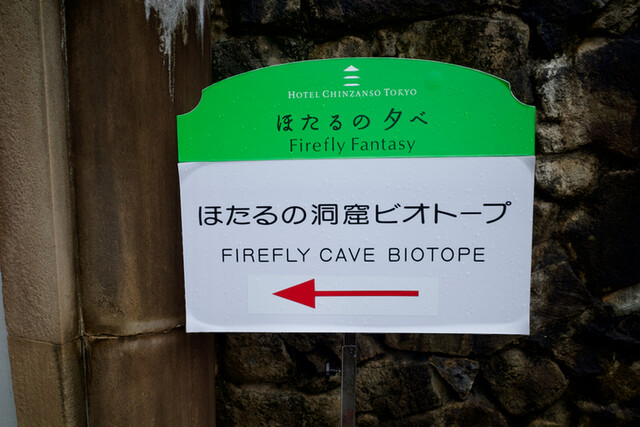 HOTEL CHINZANSO TOKYO
ほたるの夕べ
Firefly Fantasy
ほたるの洞窟ビオトープ
FIREFLY CAVE BIOTOPE